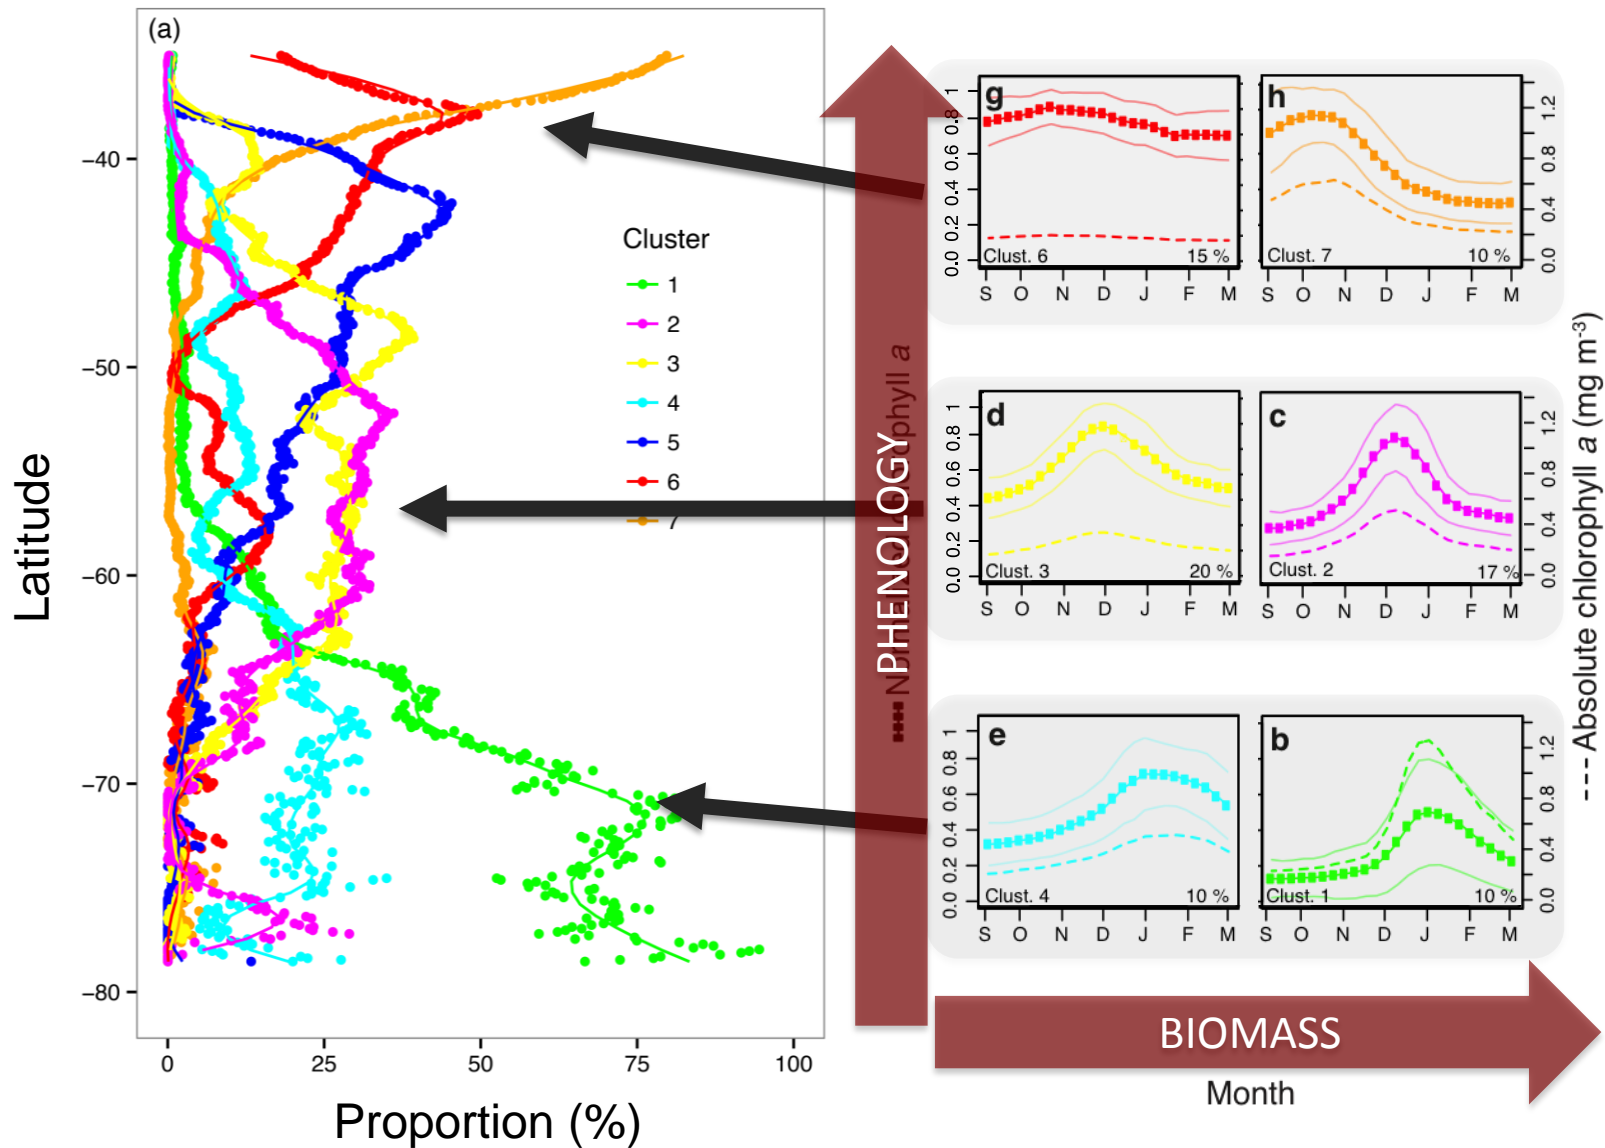 (a)
Latitude
−40
−50
−60
−70
−80
0 25 50 75 100
Proportion (%)
Cluster
1
2
3
4
5
6
7
PHENOLOGY
Normalized chlorophyll a
g
0.0 0.2 0.4 0.6 0.8 1
Clust. 6 15 %
S O N D J F M
h
Clust. 7 10 %
S O N D J F M
0.0 0.4 0.8 1.2
d
0.0 0.2 0.4 0.6 0.8 1
Clust. 3 20 %
S O N D J F M
c
Clust. 2 17 %
S O N D J F M
0.0 0.4 0.8 1.2
e
0.0 0.2 0.4 0.6 0.8 1
Clust. 4 10 %
S O N D J F M
b
Clust. 1 10 %
S O N D J F M
0.0 0.4 0.8 1.2
Absolute chlorophyll a (mg m⁻³)
BIOMASS
Month